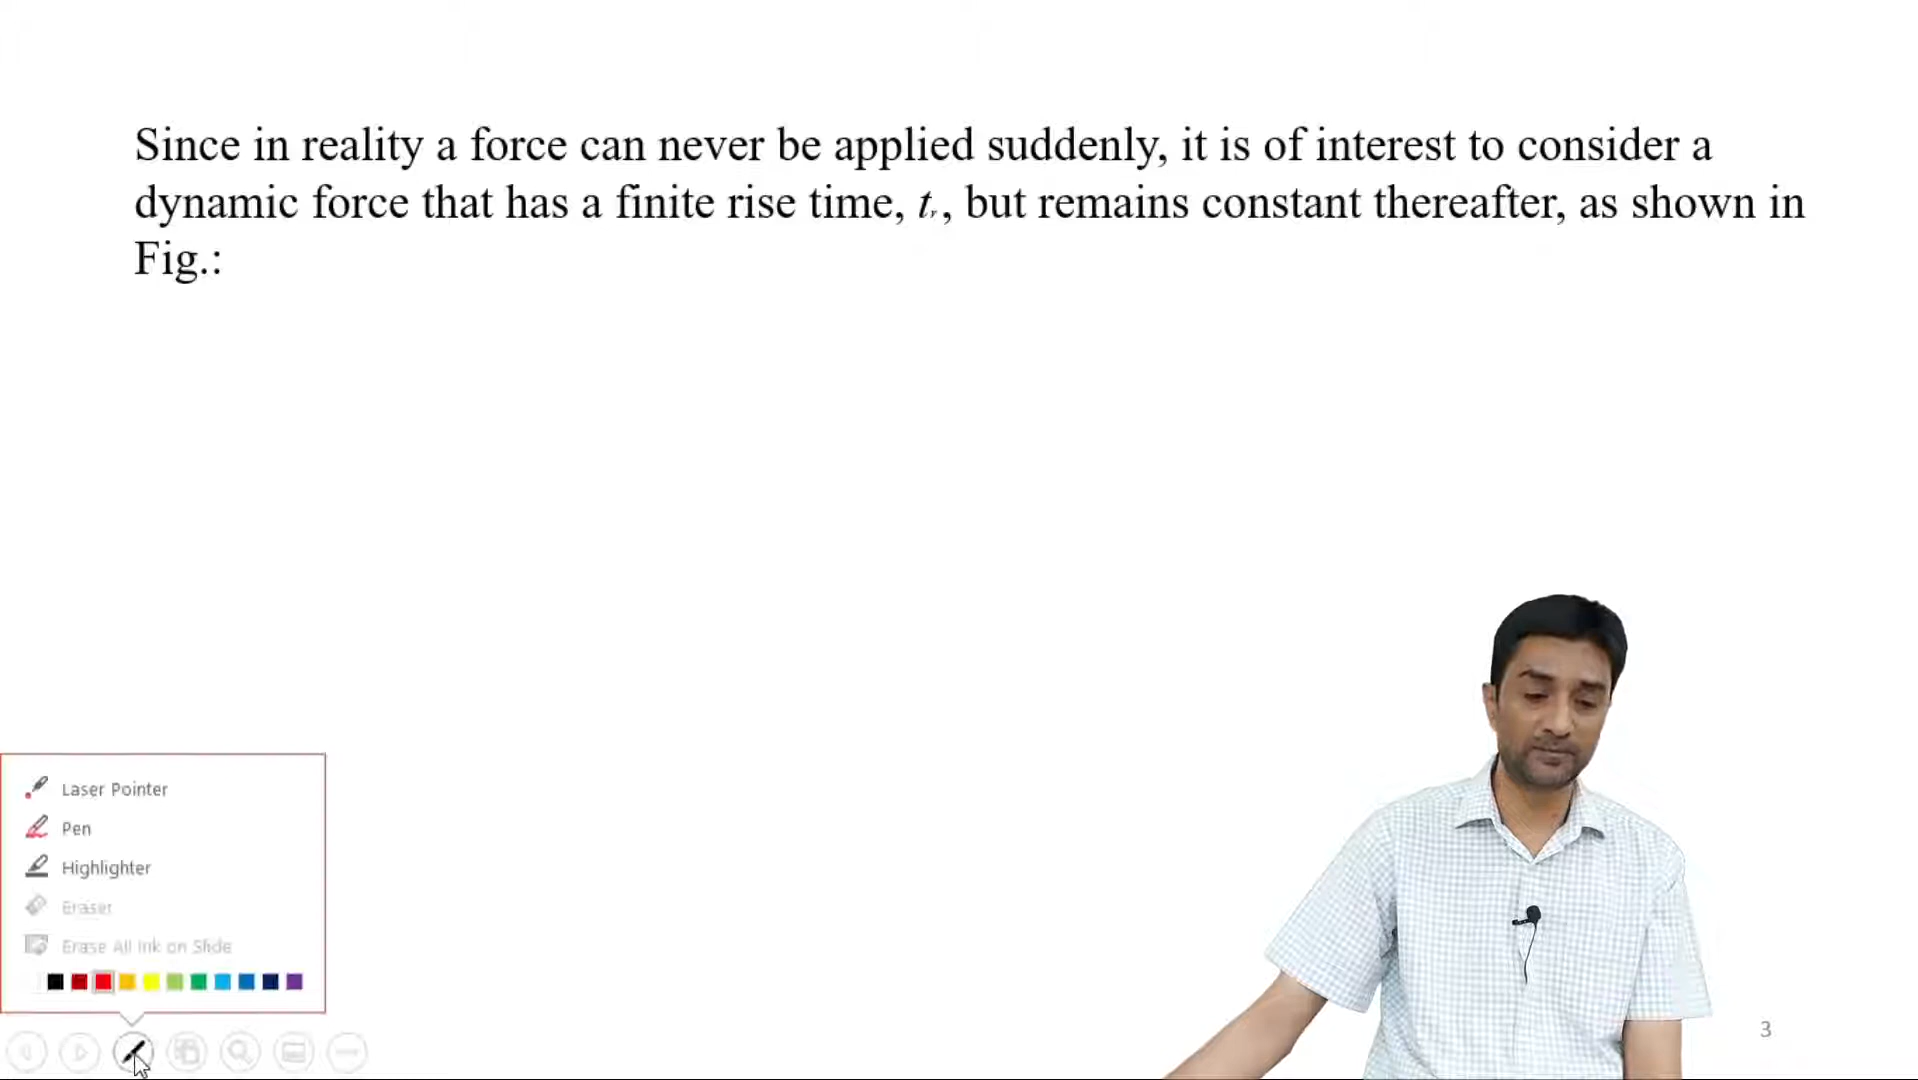 Since in reality a force can never be applied suddenly, it is of interest to consider a
dynamic force that has a finite rise time, tᵣ, but remains constant thereafter, as shown in
Fig.:
Laser Pointer
Pen
Highlighter
Eraser
Erase All Ink on Slide
3